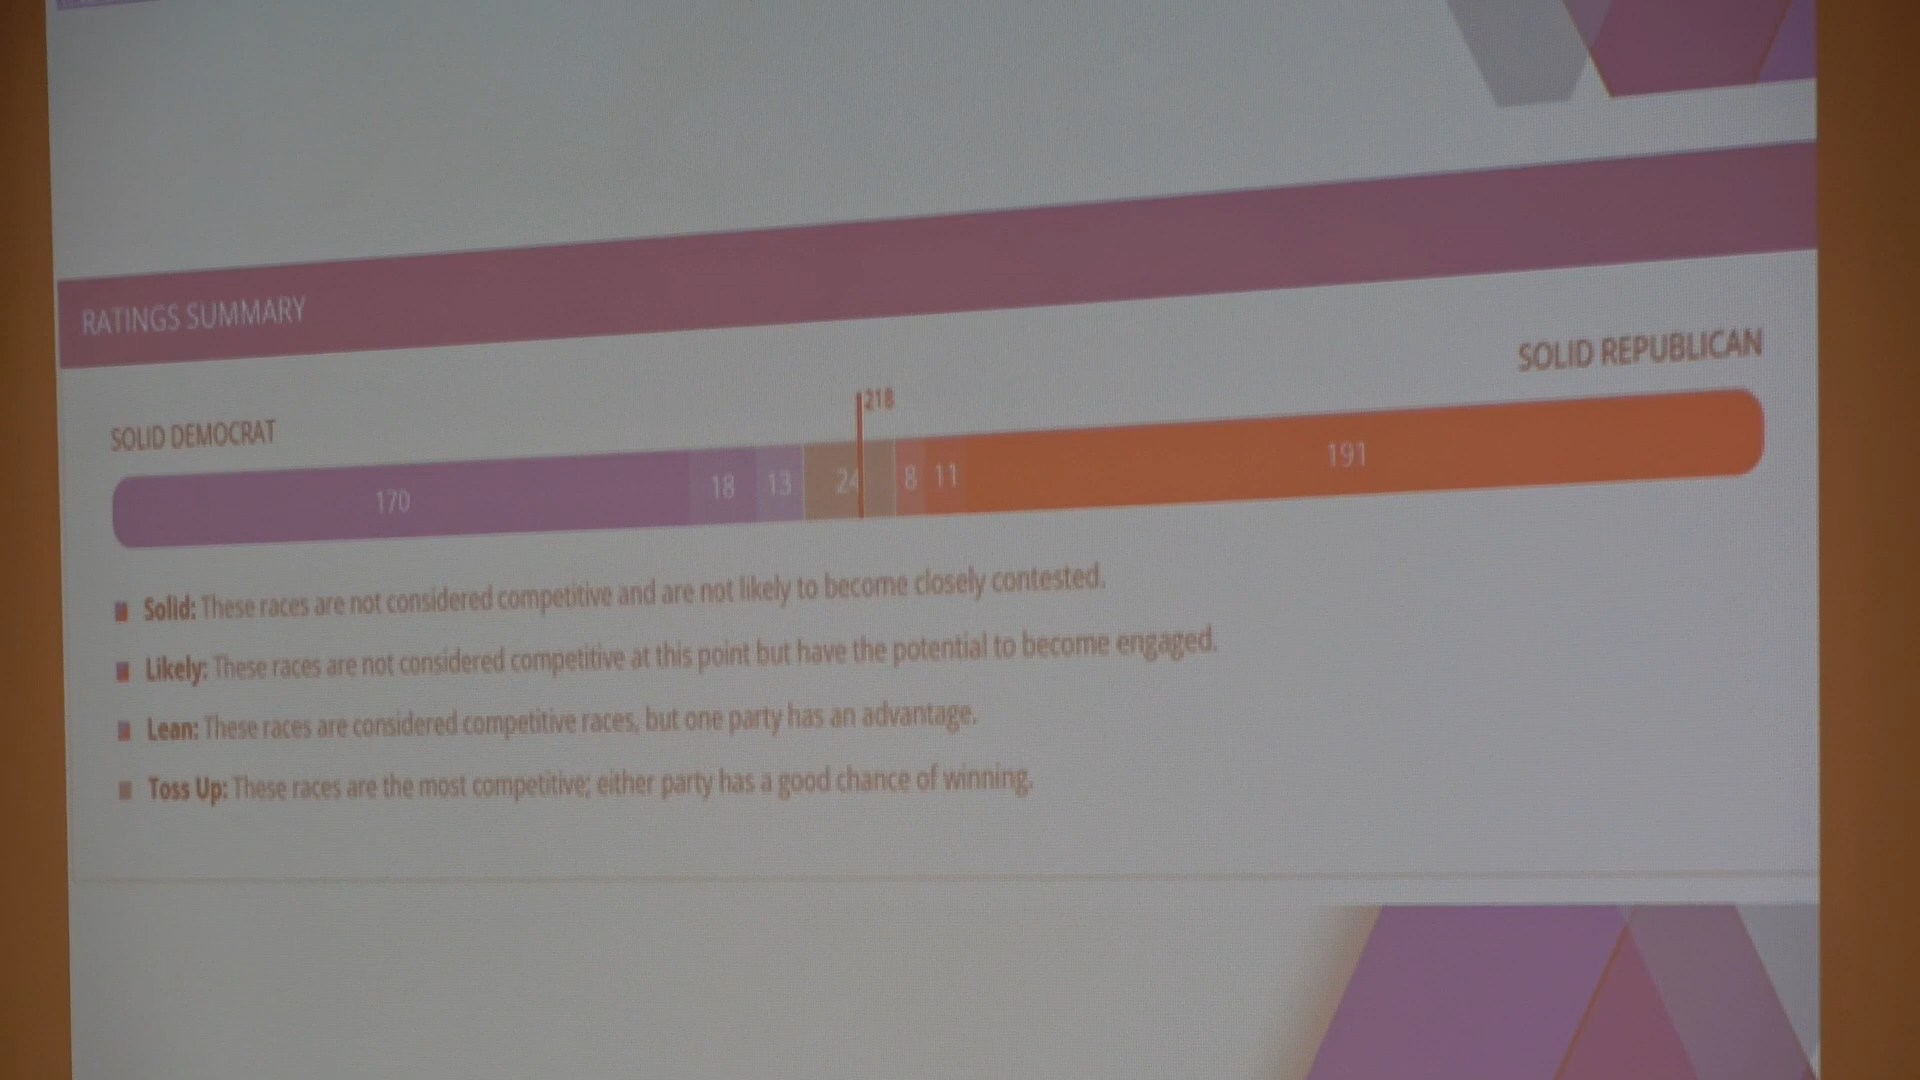 RATINGS SUMMARY
SOLID REPUBLICAN
218
SOLID DEMOCRAT
170 18 13 24 8 11 191
Solid: These races are not considered competitive and are not likely to become closely contested.
Likely: These races are not considered competitive at this point but have the potential to become engaged.
Lean: These races are considered competitive races, but one party has an advantage.
Toss Up: These races are the most competitive; either party has a good chance of winning.